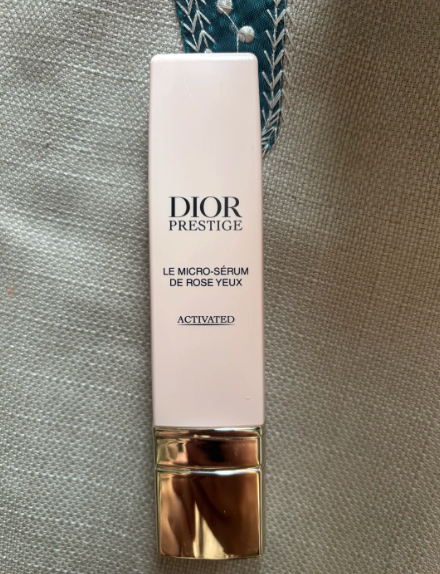 DIOR
PRESTIGE
LE MICRO-SÉRUM
DE ROSE YEUX
ACTIVATED